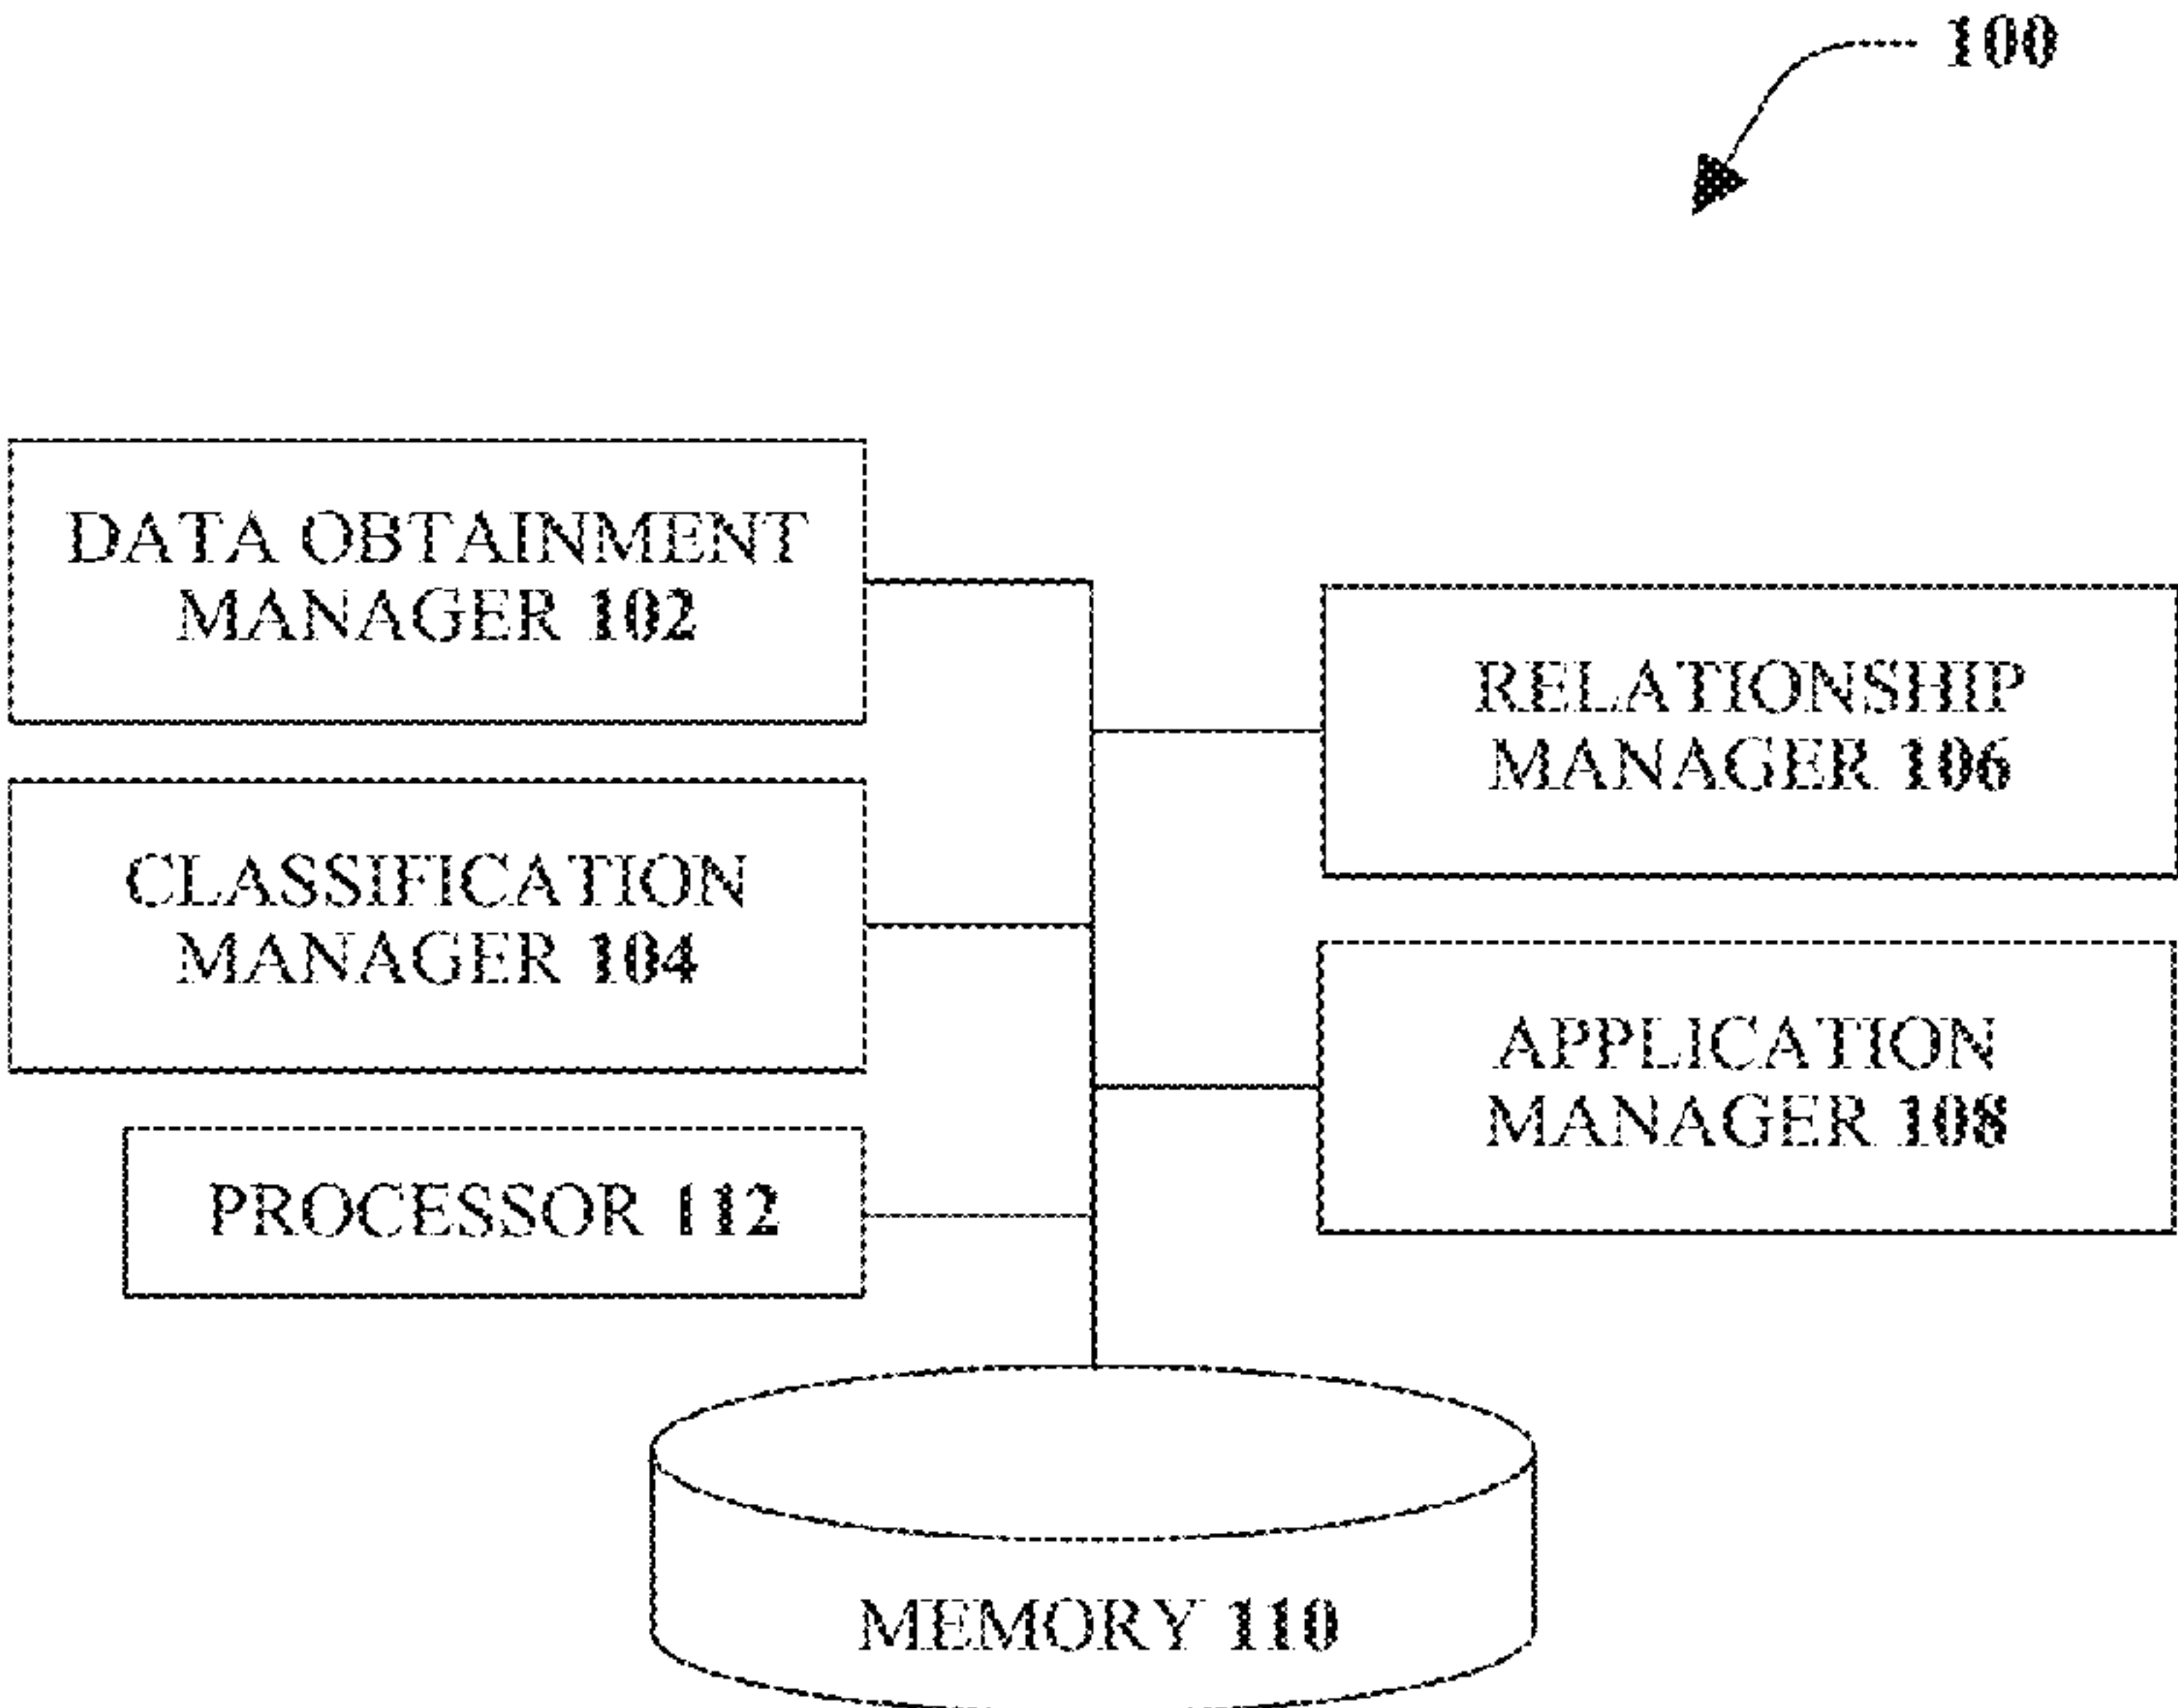 100
DATA OBTAINMENT
MANAGER 102
RELATIONSHIP
MANAGER 106
CLASSIFICATION
MANAGER 104
APPLICATION
MANAGER 108
PROCESSOR 112
MEMORY 110